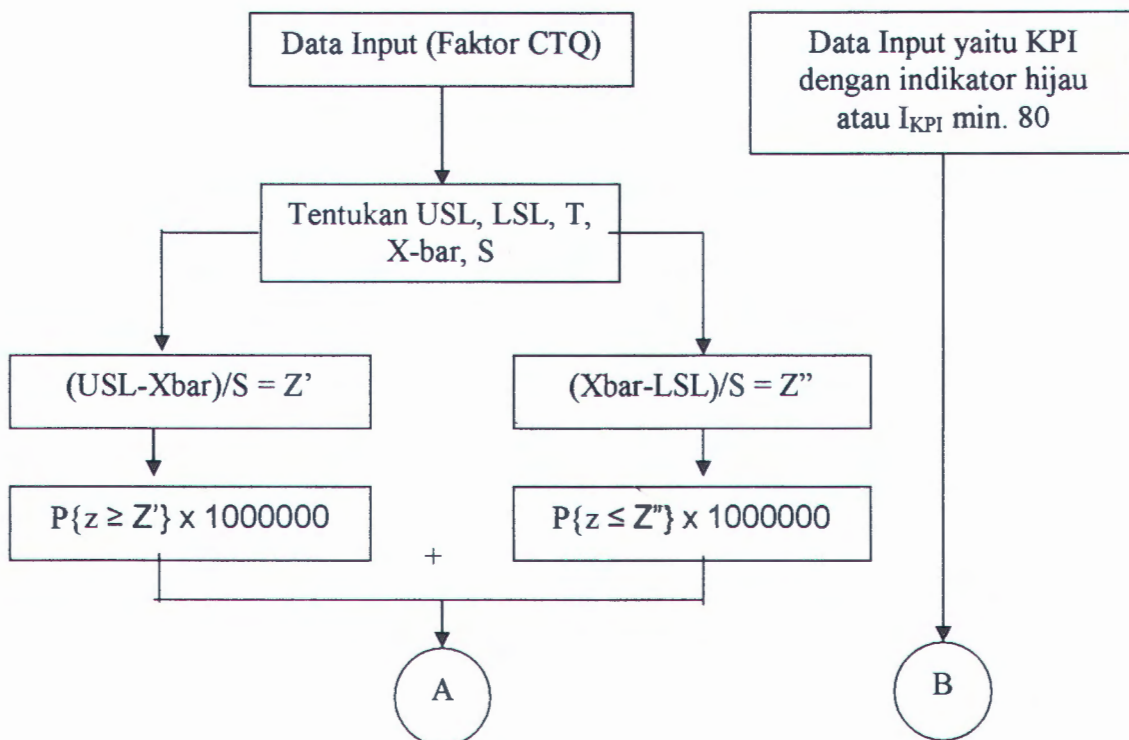 Data Input (Faktor CTQ)
Data Input yaitu KPI
dengan indikator hijau
atau I_KPI min. 80
Tentukan USL, LSL, T,
X-bar, S
(USL-Xbar)/S = Z’
(Xbar-LSL)/S = Z”
P{z ≥ Z’} x 1000000
P{z ≤ Z”} x 1000000
+
A
B